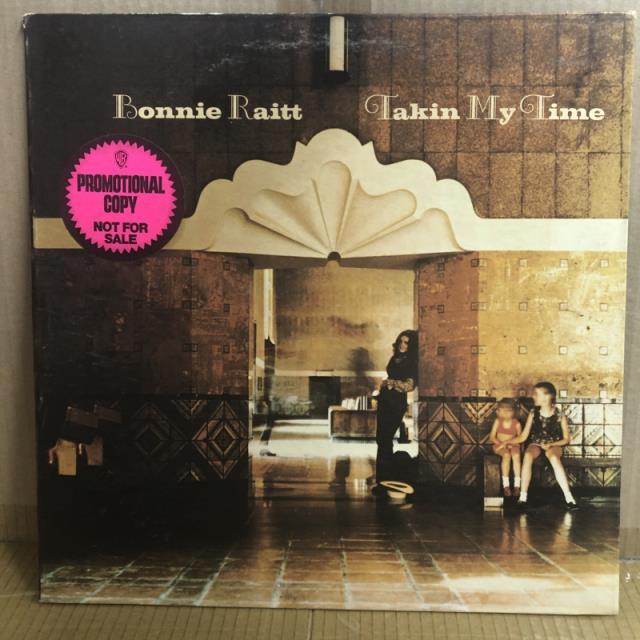 Bonnie Raitt Takin My Time
PROMOTIONAL
COPY
NOT FOR
SALE